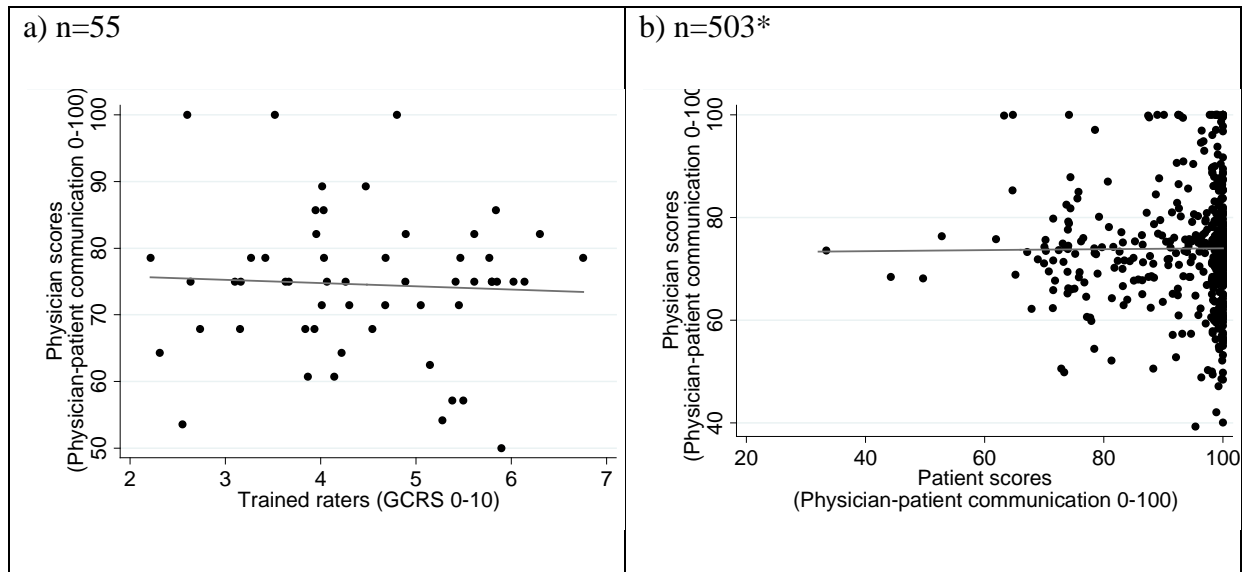 a) n=55
b) n=503*
Physician scores
(Physician-patient communication 0-100)
50 60 70 80 90 100
2 3 4 5 6 7
Trained raters (GCRS 0-10)
Physician scores
(Physician-patient communication 0-100
40 60 80 100
20 40 60 80 100
Patient scores
(Physician-patient communication 0-100)